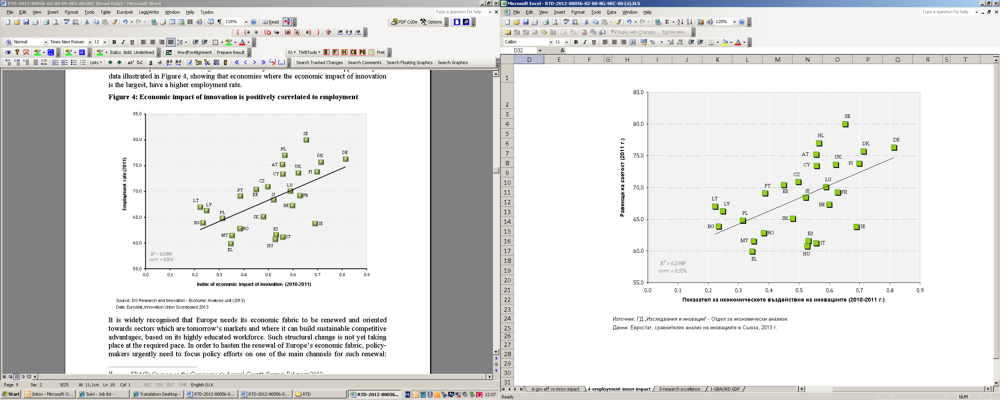 RTD-2012-80056-03-00-EN-ORI-00.DOC (Read-Only) - Microsoft Word
File Edit View Insert Format Tools Table Eurolook LegisWrite Window Help Trados
Type a question for help
118% Read PDF CoDe Options
Normal Times New Roman 12 B I U
Italics Bold Underlined WordForAlignment Prepare Result fn TWBTools B F H CU PU Pret
Lists AB¹ ToC Search Tracked Changes Search Comments Search Floating Graphics Search Graphics
data illustrated in Figure 4, showing that economies where the economic impact of innovation
is the largest, have a higher employment rate.
Figure 4: Economic impact of innovation is positively correlated to employment
85.0
80.0
75.0
70.0
65.0
60.0
55.0
Employment rate (2011)
SE
NL
DE
DK
AT
UK
FI
CY
CZ
LU
PT
EE
SI
FR
LT
LV
BE
PL
SK
BG
IE
RO
ES
MT
IT
HU
EL
R² = 0.3098
corr. = 0.556
0.0 0.1 0.2 0.3 0.4 0.5 0.6 0.7 0.8 0.9
Index of economic impact of innovation (2010-2011)
Source: DG Research and Innovation - Economic Analysis unit (2013)
Data: Eurostat, Innovation Union Scoreboard 2013
It is widely recognised that Europe needs its economic fabric to be renewed and oriented
towards sectors which are tomorrow's markets and where it can build sustainable competitive
advantages, based on its highly educated workforce. Such structural change is not yet taking
place at the required pace. In order to hasten the renewal of Europe's economic fabric, policy-
makers urgently need to focus policy efforts on one of the main channels for such renewal:
19
Page 9 Sec 2 9/25 At 11,1cm Ln 18 Col 1 REC TRK EXT OVR English (U.K
Start Inbox - Microsoft O... Suivi - Job list - Translators Desktop - RTD-2012-80056-0... RTD-2012-80056-0... RTD RTD-2012-80056... HU 12:07
Microsoft Excel - RTD-2012-80056-02-00-BG-SRC-00 (4).XLS
File Edit View Insert Format Tools Data Window Help
Type a question for help
120%
Reply with Changes... End Review...
Calibri 11 B I U
D32 fx
D E F G H I J K L M N O P Q R S T
1
2
3
4
5
6
7
8
9
10
11
12
13
14
15
16
17
18
19
20
21
22
23
24
25
26
27
28
29
30
31
85,0
80,0
75,0
70,0
65,0
60,0
55,0
Равнище на заетост (2011 г.)
SE
NL
DE
DK
AT
UK
FI
CY
CZ
LU
PT
EE
SI
FR
LT
LV
BE
PL
SK
BG
IE
RO
ES
MT
IT
HU
EL
R² = 0.3098
corr. = 0.556
0,0 0,1 0,2 0,3 0,4 0,5 0,6 0,7 0,8 0,9
Показател за икономическото въздействие на иновациите (2010-2011 г.)
Източник: ГД „Изследвания и иновации" - Отдел за икономически анализи.
Данни: Евростат, сравнителен анализ на иновациите в Съюза, 2013 г.
6-gov eff vs innov impact 4-employment-innov impact 3-research excellence 1-GBAORD GDP
Ready NUM